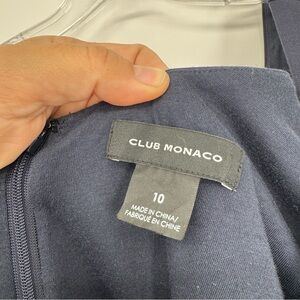 CLUB MONACO
10
MADE IN CHINA/
FABRIQUÉ EN CHINE